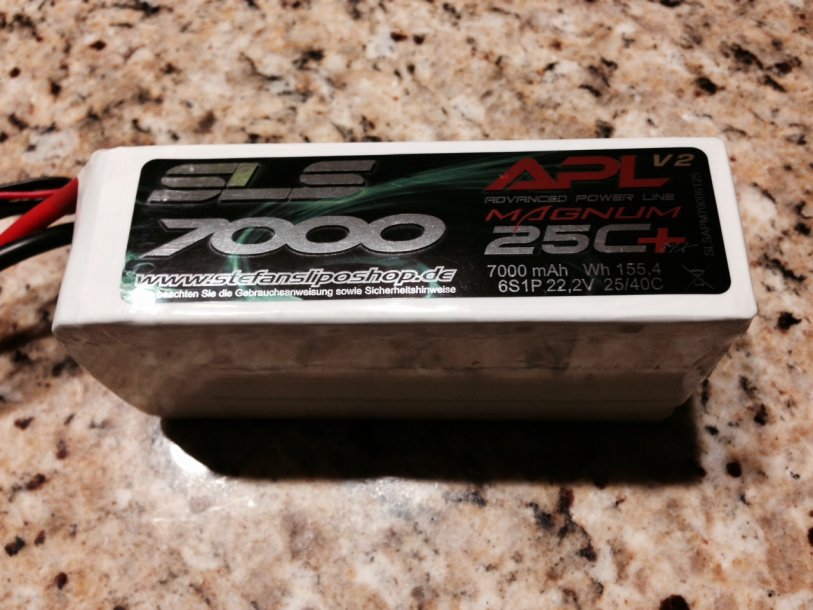 SLS
7000
www.stefansliposhop.de
beachten Sie die Gebrauchsanweisung sowie Sicherheitshinweise
APL V2
ADVANCED POWER LINE
MAGNUM
25C+
7000 mAh Wh 155,4
6S1P 22,2V 25/40C
SLSAPM7006125